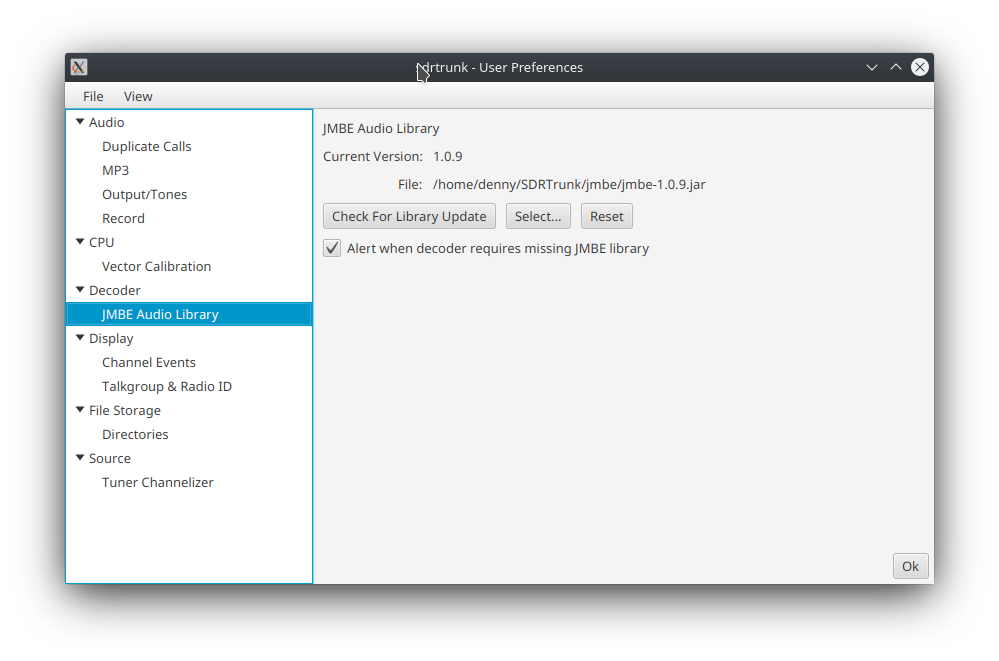 sdrtrunk - User Preferences
File View
Audio
Duplicate Calls
MP3
Output/Tones
Record
CPU
Vector Calibration
Decoder
JMBE Audio Library
Display
Channel Events
Talkgroup & Radio ID
File Storage
Directories
Source
Tuner Channelizer
JMBE Audio Library
Current Version: 1.0.9
File: /home/denny/SDRTrunk/jmbe/jmbe-1.0.9.jar
Check For Library Update Select... Reset
Alert when decoder requires missing JMBE library
Ok